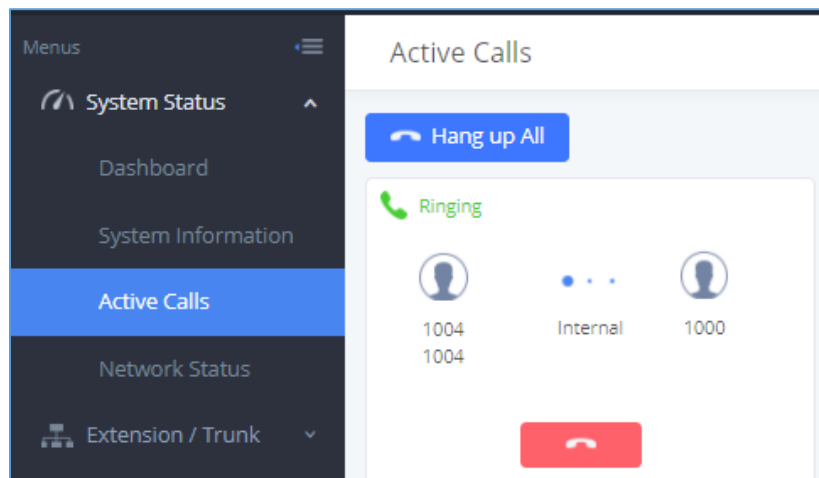 Menus
System Status
Dashboard
System Information
Active Calls
Network Status
Extension / Trunk
Active Calls
Hang up All
Ringing
1004 Internal 1000
1004